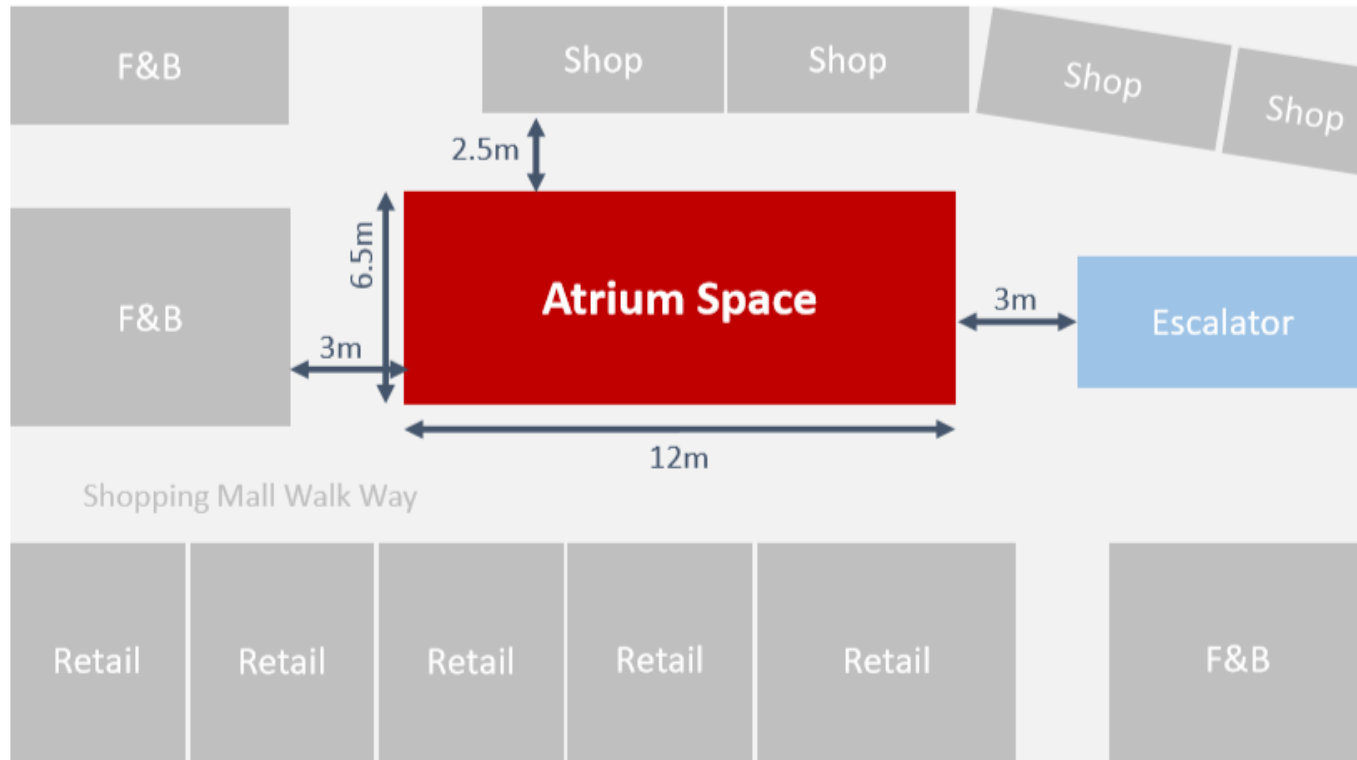 F&B
Shop
Shop
Shop
Shop
2.5m
6.5m
Atrium Space
3m
Escalator
F&B
3m
12m
Shopping Mall Walk Way
Retail
Retail
Retail
Retail
Retail
F&B